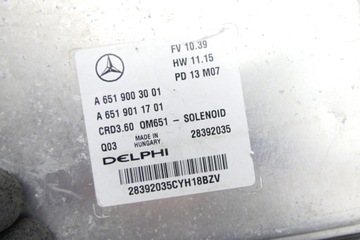 FV 10.39
HW 11.15
PD 13 M07
A 651 900 30 01
A 651 901 17 01
CRD3.60 OM651 - SOLENOID
Q03 MADE IN HUNGARY 28392035
DELPHI
28392035CYH18BZV